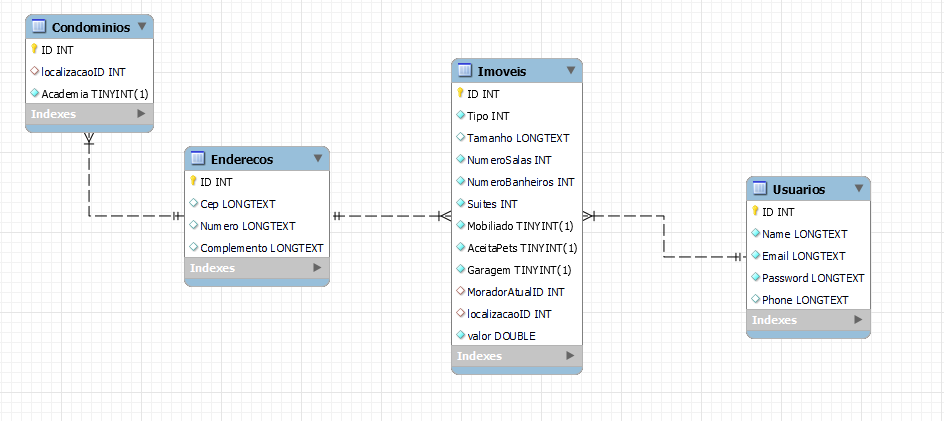 Condominios
ID INT
localizacaoID INT
Academia TINYINT(1)
Indexes
Enderecos
ID INT
Cep LONGTEXT
Numero LONGTEXT
Complemento LONGTEXT
Indexes
Imoveis
ID INT
Tipo INT
Tamanho LONGTEXT
NumeroSalas INT
NumeroBanheiros INT
Suites INT
Mobiliado TINYINT(1)
AceitaPets TINYINT(1)
Garagem TINYINT(1)
MoradorAtualID INT
localizacaoID INT
valor DOUBLE
Indexes
Usuarios
ID INT
Name LONGTEXT
Email LONGTEXT
Password LONGTEXT
Phone LONGTEXT
Indexes